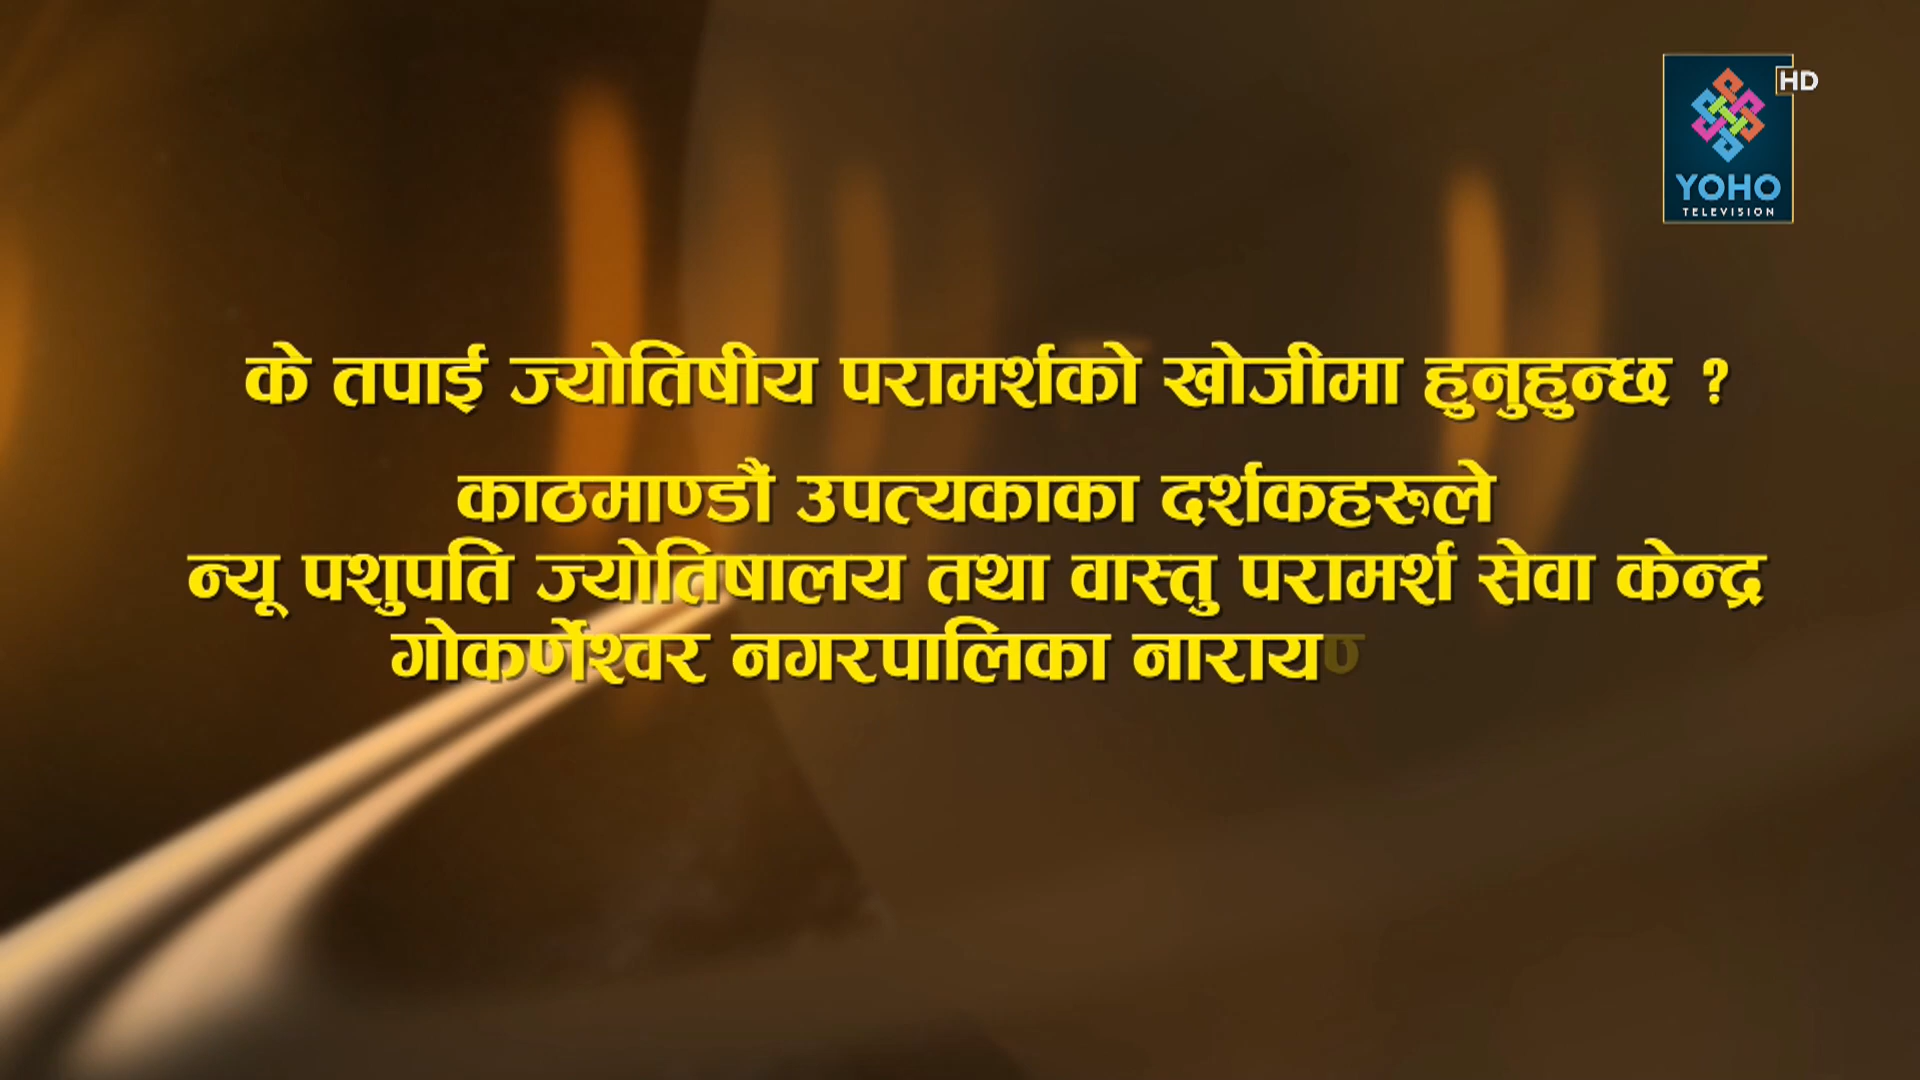 HD
YOHO
TELEVISION
के तपाई ज्योतिषीय परामर्शको खोजीमा हुनुहुन्छ ?
काठमाण्डौं उपत्यकाका दर्शकहरूले
न्यू पशुपति ज्योतिषालय तथा वास्तु परामर्श सेवा केन्द्र
गोकर्णेश्वर नगरपालिका